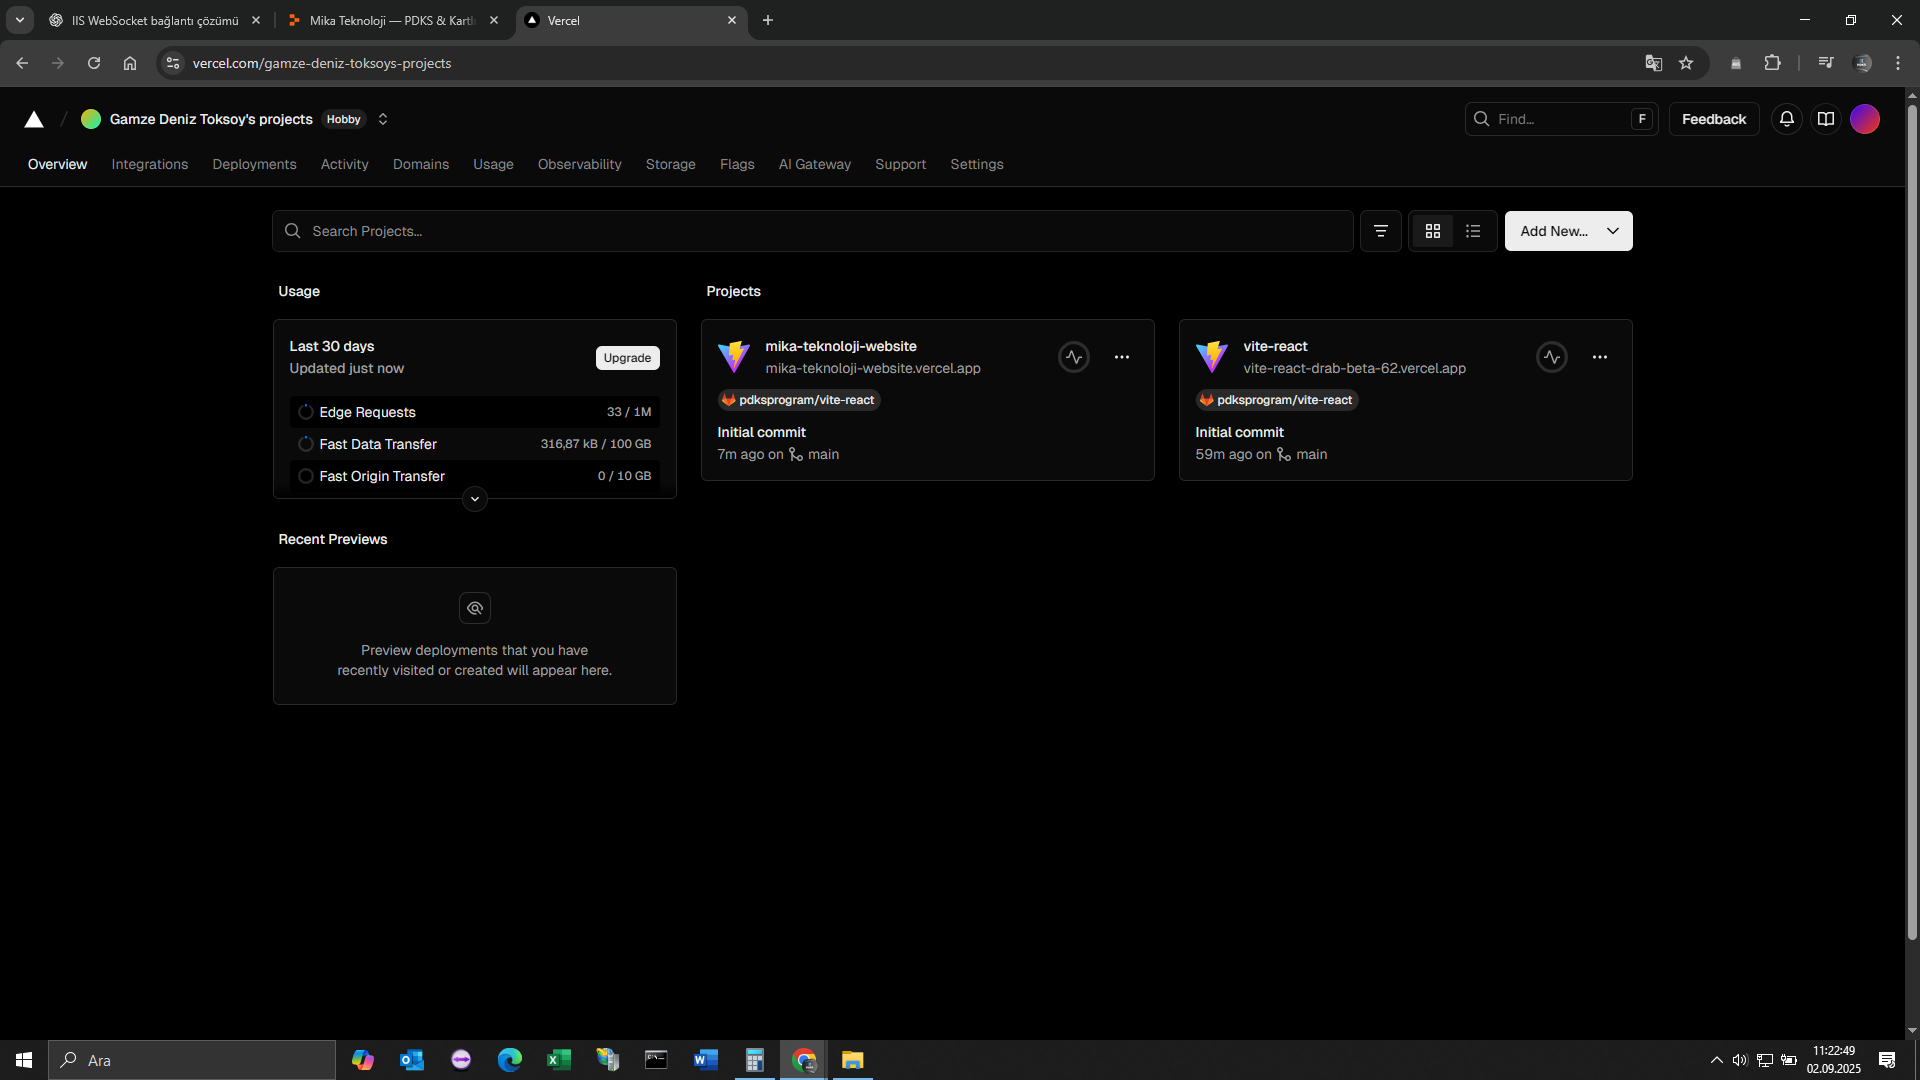 IIS WebSocket bağlantı çözümü
Mika Teknoloji — PDKS & Kartlı
Vercel
vercel.com/gamze-deniz-toksoys-projects
Gamze Deniz Toksoy's projects Hobby
Find... F
Feedback
Overview Integrations Deployments Activity Domains Usage Observability Storage Flags AI Gateway Support Settings
Search Projects...
Add New...
Usage
Last 30 days
Updated just now
Upgrade
Edge Requests 33 / 1M
Fast Data Transfer 316,87 kB / 100 GB
Fast Origin Transfer 0 / 10 GB
Recent Previews
Preview deployments that you have
recently visited or created will appear here.
Projects
mika-teknoloji-website
mika-teknoloji-website.vercel.app
pdksprogram/vite-react
Initial commit
7m ago on main
vite-react
vite-react-drab-beta-62.vercel.app
pdksprogram/vite-react
Initial commit
59m ago on main
Ara
11:22:49
02.09.2025